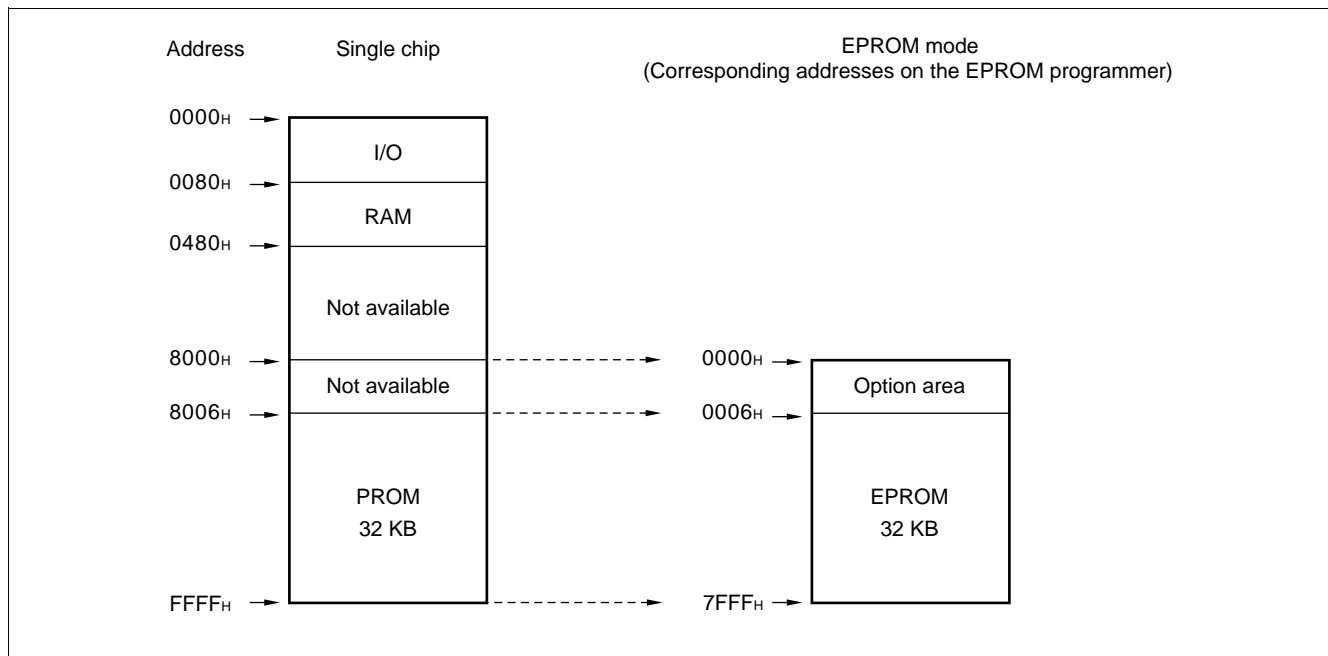 Address
Single chip
EPROM mode
(Corresponding addresses on the EPROM programmer)
0000H
I/O
0080H
RAM
0480H
Not available
8000H
0000H
Not available
Option area
8006H
0006H
PROM
32 KB
EPROM
32 KB
FFFFH
7FFFH